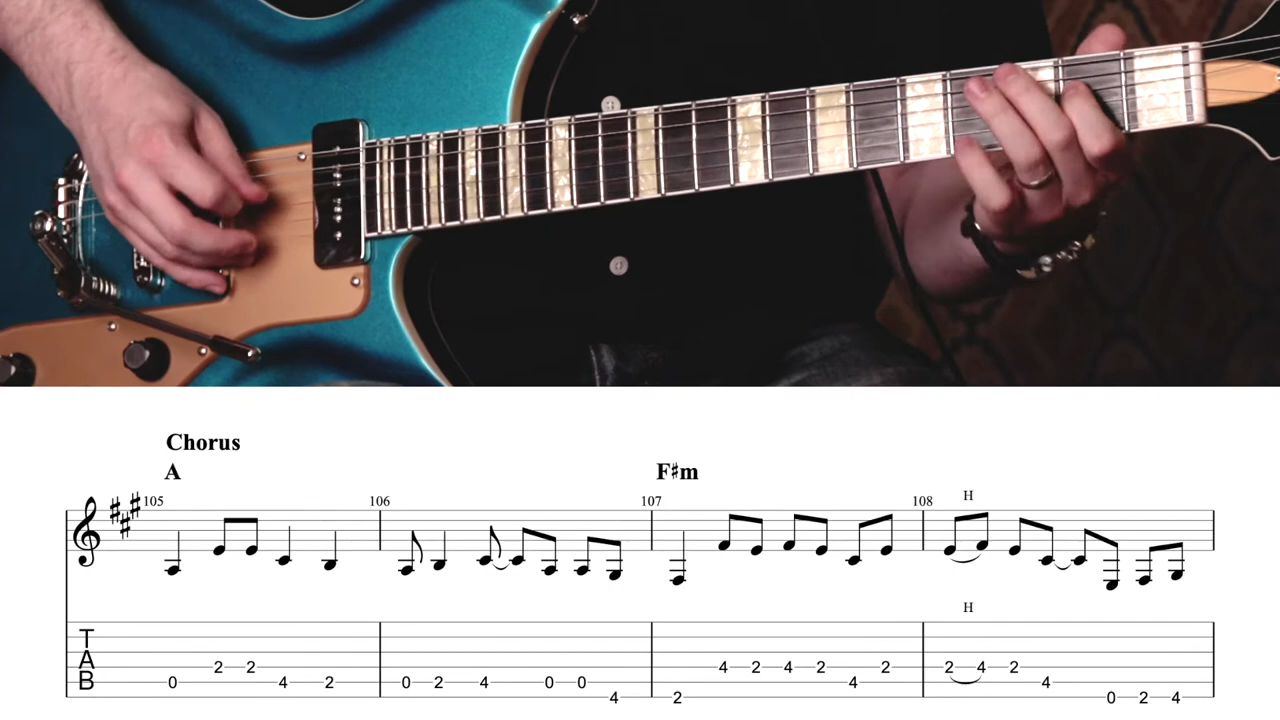 Chorus
A F♯m
105 106 107 108 H
H
T
A 2 2 4 2 4 2 2 2 4 2
B 0 4 2 0 2 4 0 0 4 4
4 2 0 2 4